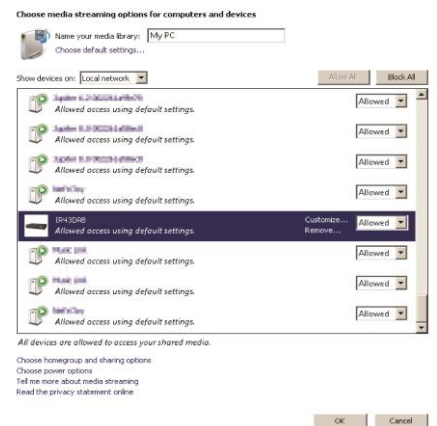 Choose media streaming options for computers and devices
Name your media library: My PC
Choose default settings...
Show devices on: Local network Allow All Block All
Allowed
Allowed access using default settings.
Allowed
Allowed access using default settings.
Allowed
Allowed access using default settings.
Allowed
Allowed access using default settings.
IR43DAB Customize... Allowed
Allowed access using default settings. Remove...
Allowed
Allowed access using default settings.
Allowed
Allowed access using default settings.
Allowed
Allowed access using default settings.
All devices are allowed to access your shared media.
Choose homegroup and sharing options
Choose power options
Tell me more about media streaming
Read the privacy statement online
OK Cancel